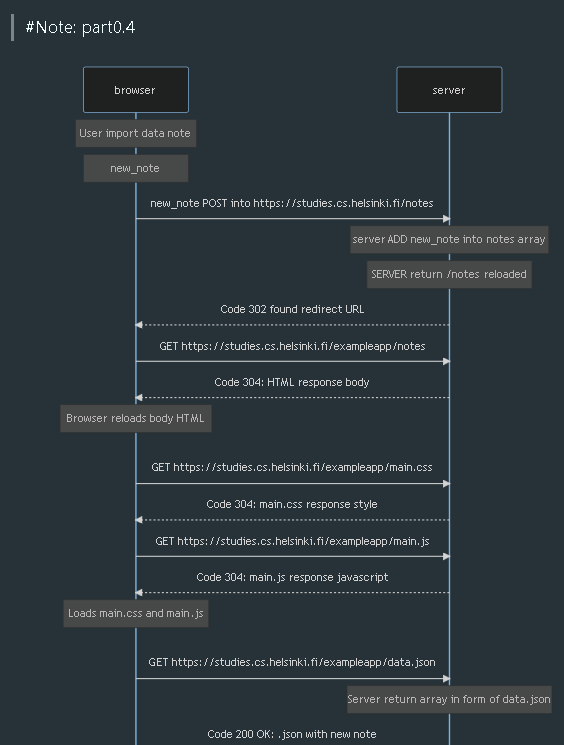 #Note: part0.4
browser
server
User import data note
new_note
new_note POST into https://studies.cs.helsinki.fi/notes
server ADD new_note into notes array
SERVER return /notes reloaded
Code 302 found redirect URL
GET https://studies.cs.helsinki.fi/exampleapp/notes
Code 304: HTML response body
Browser reloads body HTML
GET https://studies.cs.helsinki.fi/exampleapp/main.css
Code 304: main.css response style
GET https://studies.cs.helsinki.fi/exampleapp/main.js
Code 304: main.js response javascript
Loads main.css and main.js
GET https://studies.cs.helsinki.fi/exampleapp/data.json
Server return array in form of data.json
Code 200 OK: .json with new note